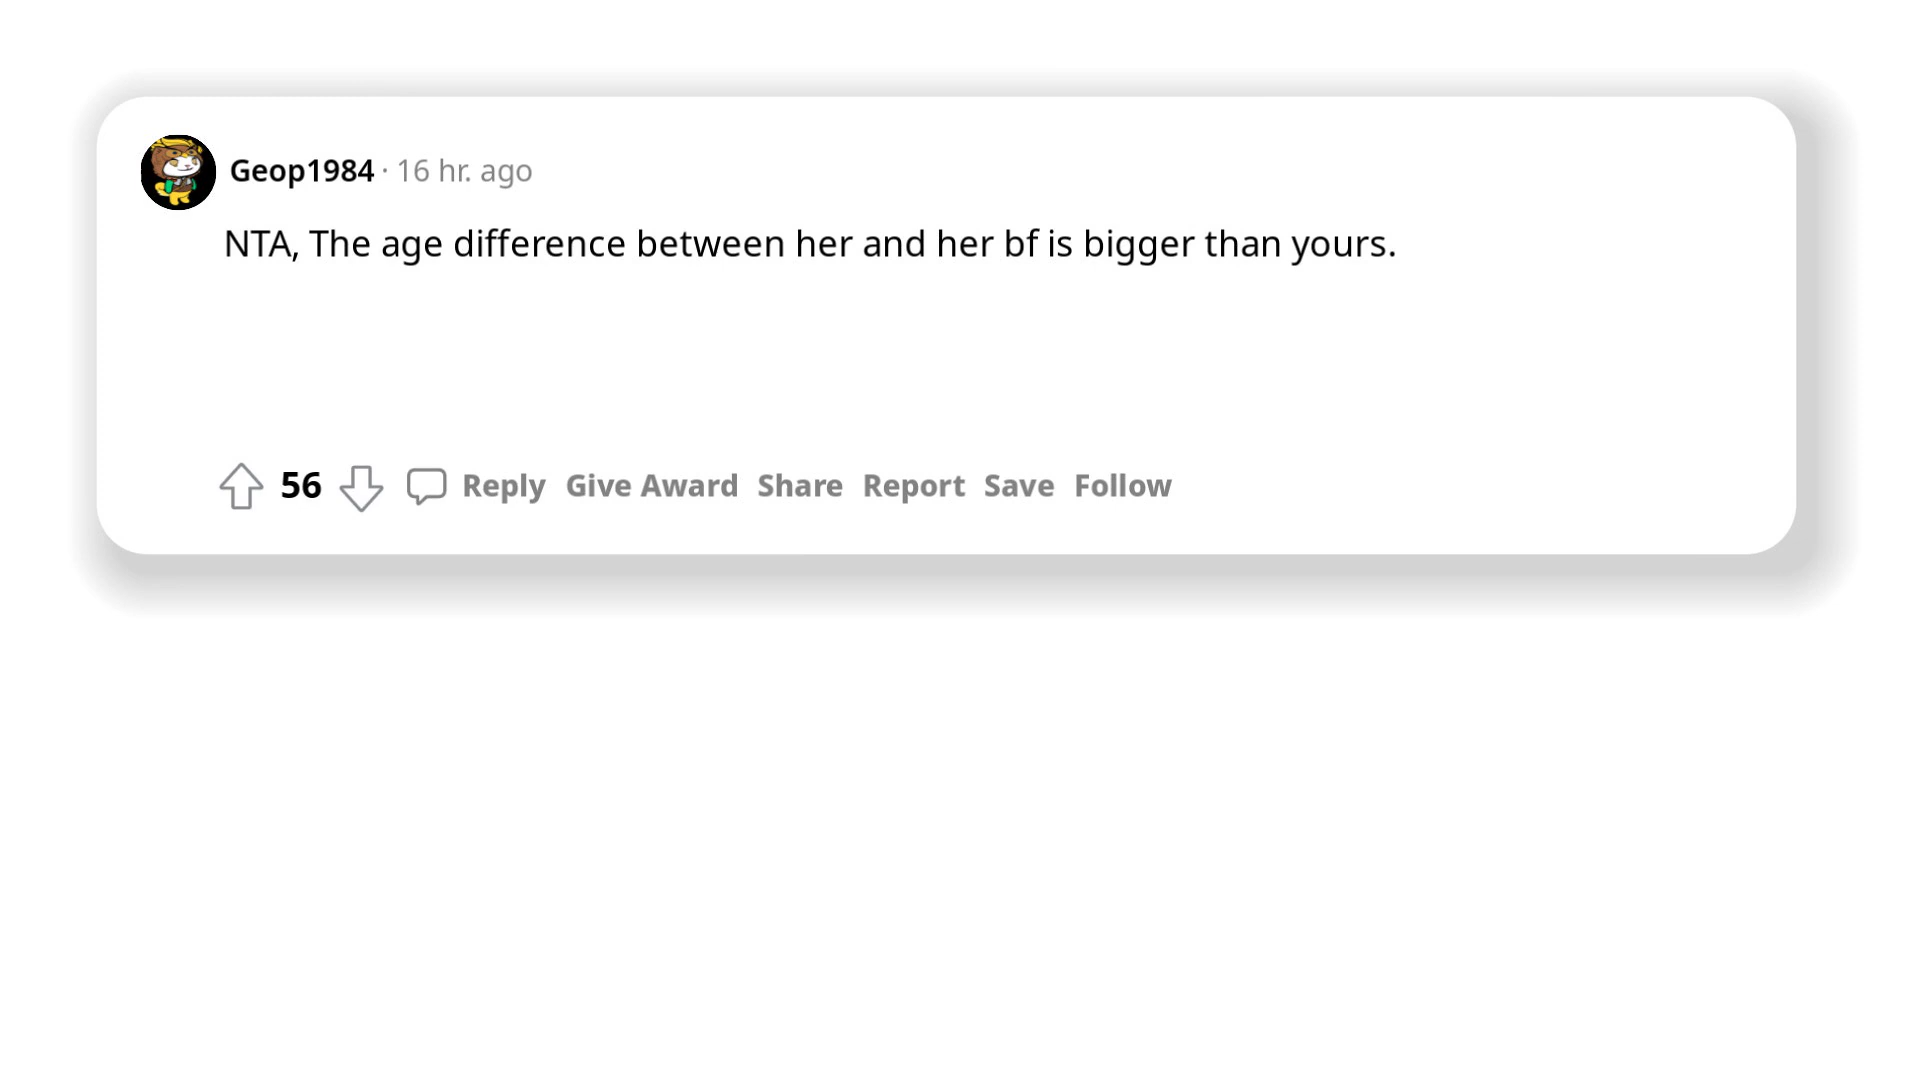 Geop1984 · 16 hr. ago
NTA, The age difference between her and her bf is bigger than yours.
56 Reply Give Award Share Report Save Follow